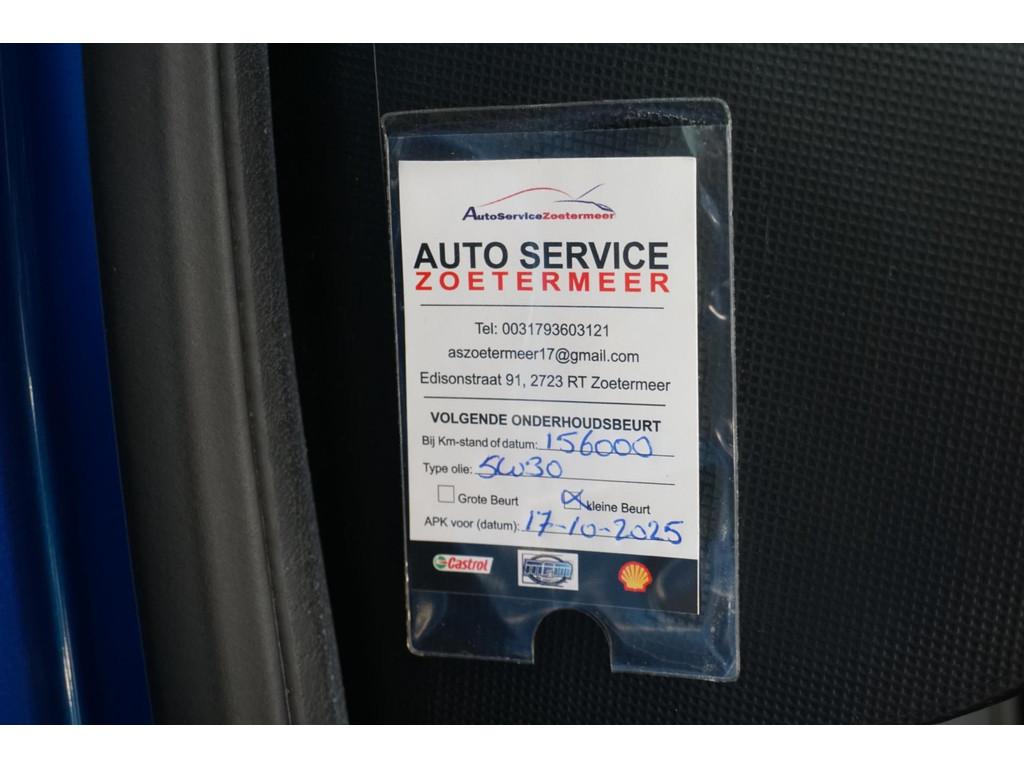 AutoServiceZoetermeer
AUTO SERVICE
ZOETERMEER
Tel: 0031793603121
aszoetermeer17@gmail.com
Edisonstraat 91, 2723 RT Zoetermeer
VOLGENDE ONDERHOUDSBEURT
Bij Km-stand of datum: 156000
Type olie: 5W30
Grote Beurt kleine Beurt
APK voor (datum): 17-10-2025
Castrol